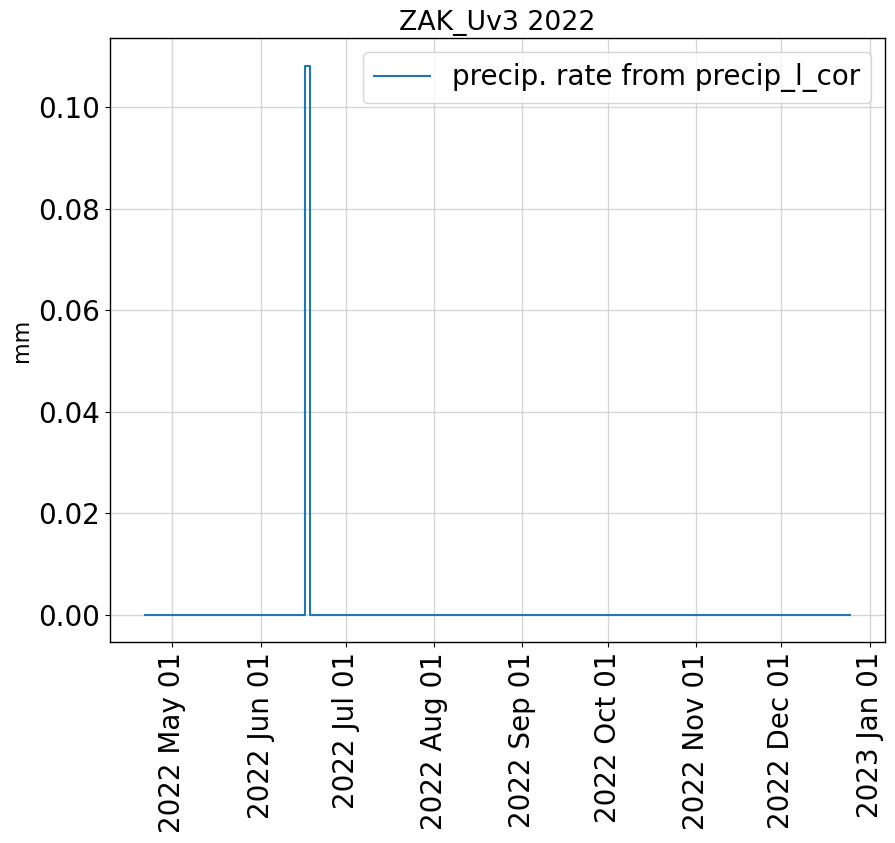 ZAK_Uv3 2022
precip. rate from precip_l_cor
0.10
0.08
0.06
0.04
0.02
0.00
mm
2022 May 01
2022 Jun 01
2022 Jul 01
2022 Aug 01
2022 Sep 01
2022 Oct 01
2022 Nov 01
2022 Dec 01
2023 Jan 01